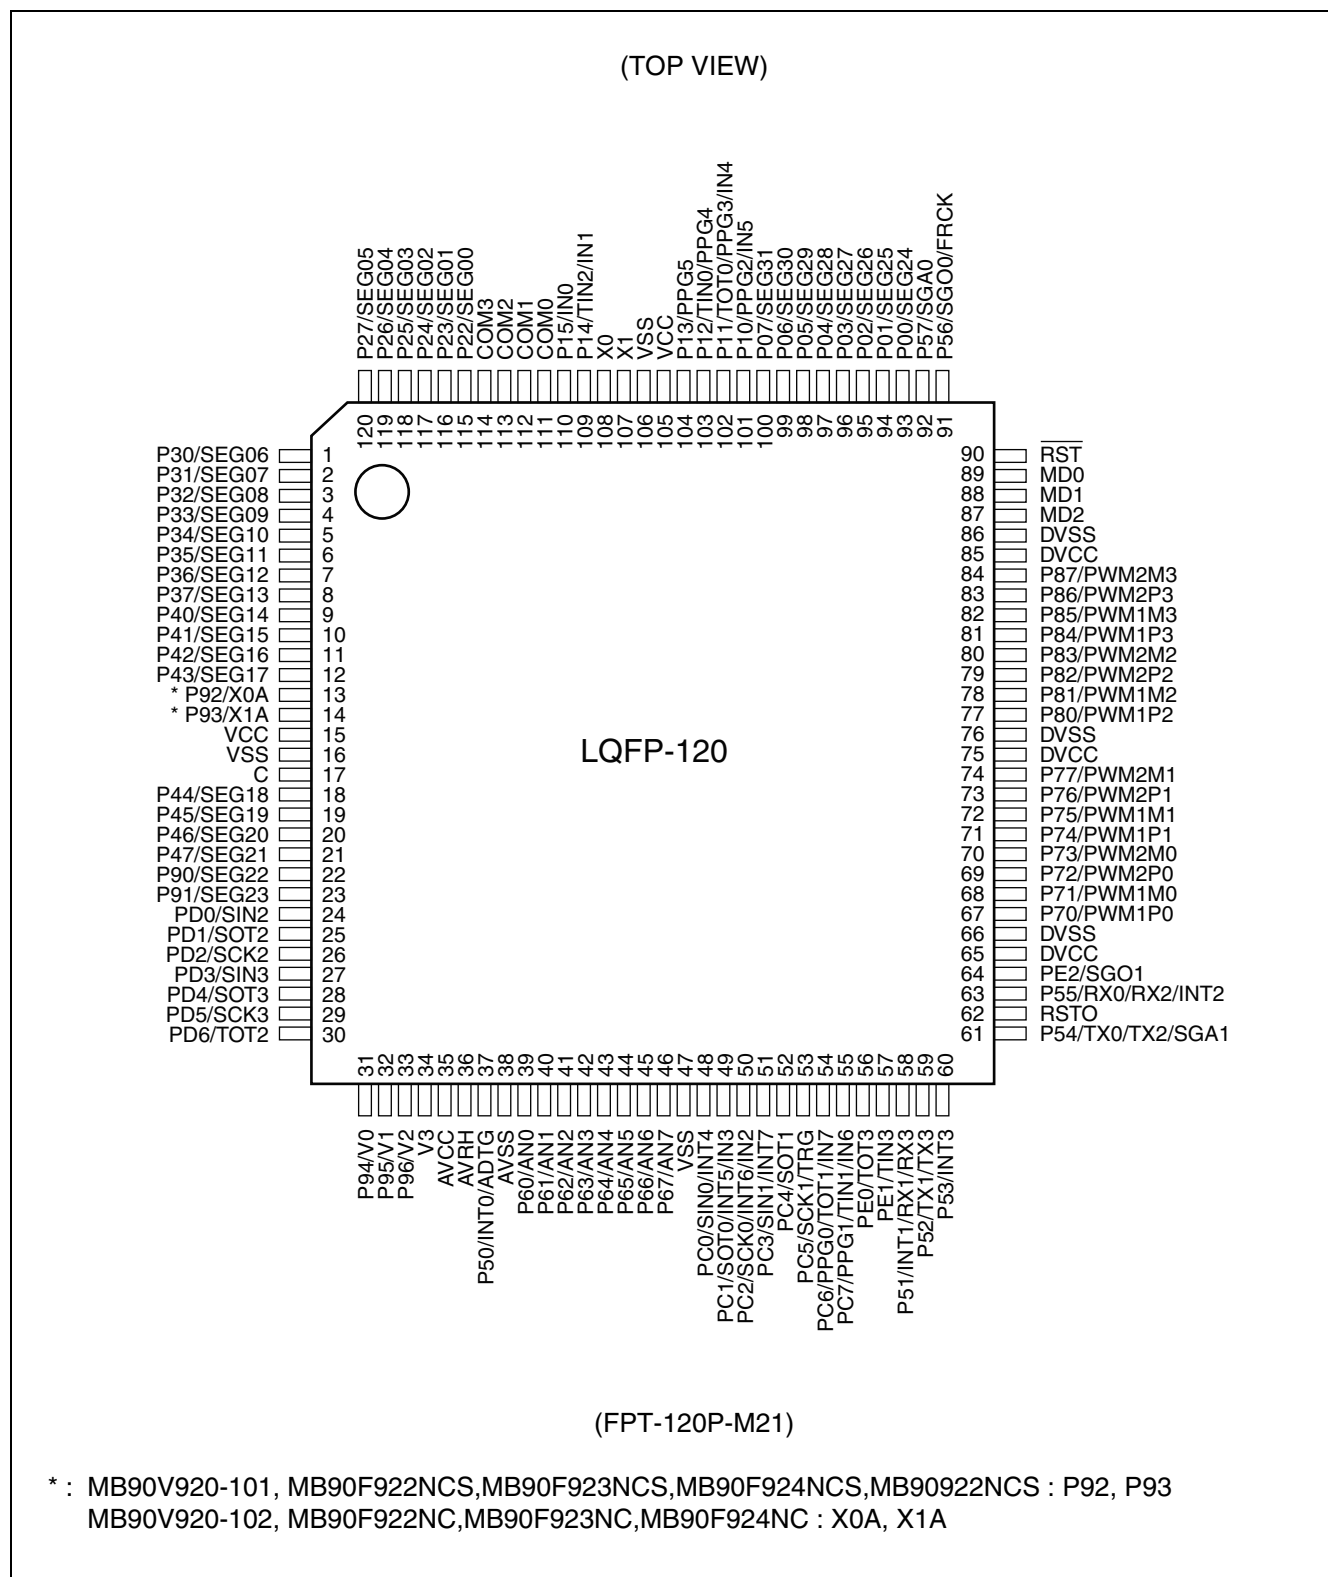 (TOP VIEW)
P27/SEG05
P26/SEG04
P25/SEG03
P24/SEG02
P23/SEG01
P22/SEG00
COM3
COM2
COM1
COM0
P15/IN0
P14/TIN2/IN1
X0
X1
VSS
VCC
P13/PPG5
P12/TIN0/PPG4
P11/TOT0/PPG3/IN4
P10/PPG2/IN5
P07/SEG31
P06/SEG30
P05/SEG29
P04/SEG28
P03/SEG27
P02/SEG26
P01/SEG25
P00/SEG24
P57/SGA0
P56/SGO0/FRCK
120 119 118 117 116 115 114 113 112 111 110 109 108 107 106 105 104 103 102 101 100 99 98 97 96 95 94 93 92 91
P30/SEG06 1
P31/SEG07 2
P32/SEG08 3
P33/SEG09 4
P34/SEG10 5
P35/SEG11 6
P36/SEG12 7
P37/SEG13 8
P40/SEG14 9
P41/SEG15 10
P42/SEG16 11
P43/SEG17 12
* P92/X0A 13
* P93/X1A 14
VCC 15
VSS 16
C 17
P44/SEG18 18
P45/SEG19 19
P46/SEG20 20
P47/SEG21 21
P90/SEG22 22
P91/SEG23 23
PD0/SIN2 24
PD1/SOT2 25
PD2/SCK2 26
PD3/SIN3 27
PD4/SOT3 28
PD5/SCK3 29
PD6/TOT2 30
LQFP-120
90 RST
89 MD0
88 MD1
87 MD2
86 DVSS
85 DVCC
84 P87/PWM2M3
83 P86/PWM2P3
82 P85/PWM1M3
81 P84/PWM1P3
80 P83/PWM2M2
79 P82/PWM2P2
78 P81/PWM1M2
77 P80/PWM1P2
76 DVSS
75 DVCC
74 P77/PWM2M1
73 P76/PWM2P1
72 P75/PWM1M1
71 P74/PWM1P1
70 P73/PWM2M0
69 P72/PWM2P0
68 P71/PWM1M0
67 P70/PWM1P0
66 DVSS
65 DVCC
64 PE2/SGO1
63 P55/RX0/RX2/INT2
62 RSTO
61 P54/TX0/TX2/SGA1
31 32 33 34 35 36 37 38 39 40 41 42 43 44 45 46 47 48 49 50 51 52 53 54 55 56 57 58 59 60
P94/V0
P95/V1
P96/V2
V3
AVCC
AVRH
P50/INT0/ADTG
AVSS
P60/AN0
P61/AN1
P62/AN2
P63/AN3
P64/AN4
P65/AN5
P66/AN6
P67/AN7
VSS
PC0/SIN0/INT4
PC1/SOT0/INT5/IN3
PC2/SCK0/INT6/IN2
PC3/SIN1/INT7
PC4/SOT1
PC5/SCK1/TRG
PC6/PPG0/TOT1/IN7
PC7/PPG1/TIN1/IN6
PE0/TOT3
PE1/TIN3
P51/INT1/RX1/RX3
P52/TX1/TX3
P53/INT3
(FPT-120P-M21)
* : MB90V920-101, MB90F922NCS,MB90F923NCS,MB90F924NCS,MB90922NCS : P92, P93
MB90V920-102, MB90F922NC,MB90F923NC,MB90F924NC : X0A, X1A